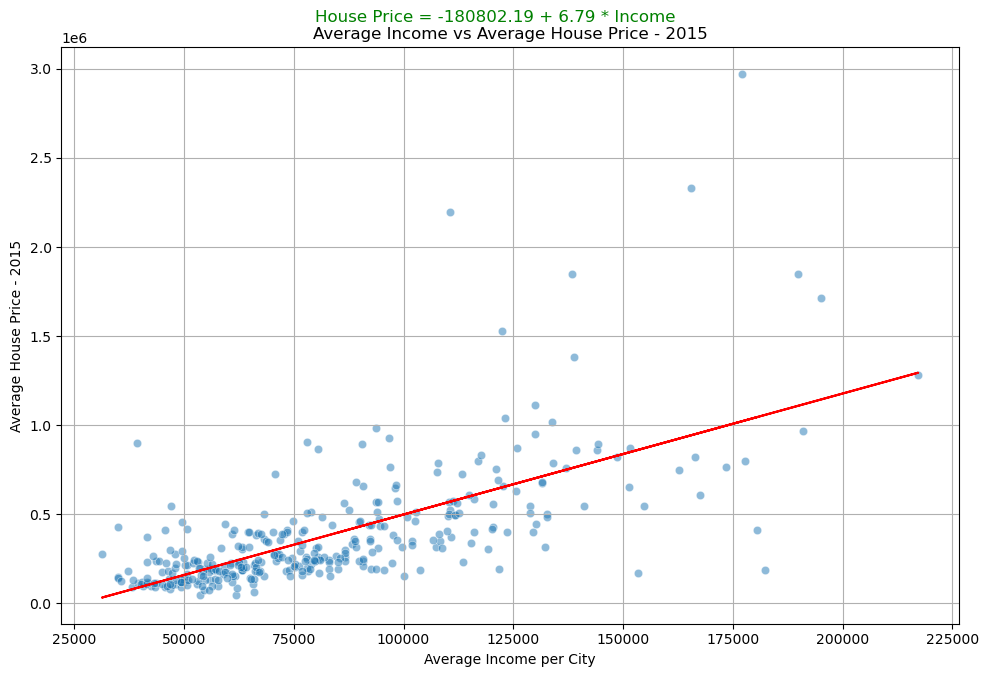 House Price = -180802.19 + 6.79 * Income
Average Income vs Average House Price - 2015
1e6
3.0
2.5
2.0
1.5
1.0
0.5
0.0
Average House Price - 2015
25000 50000 75000 100000 125000 150000 175000 200000 225000
Average Income per City